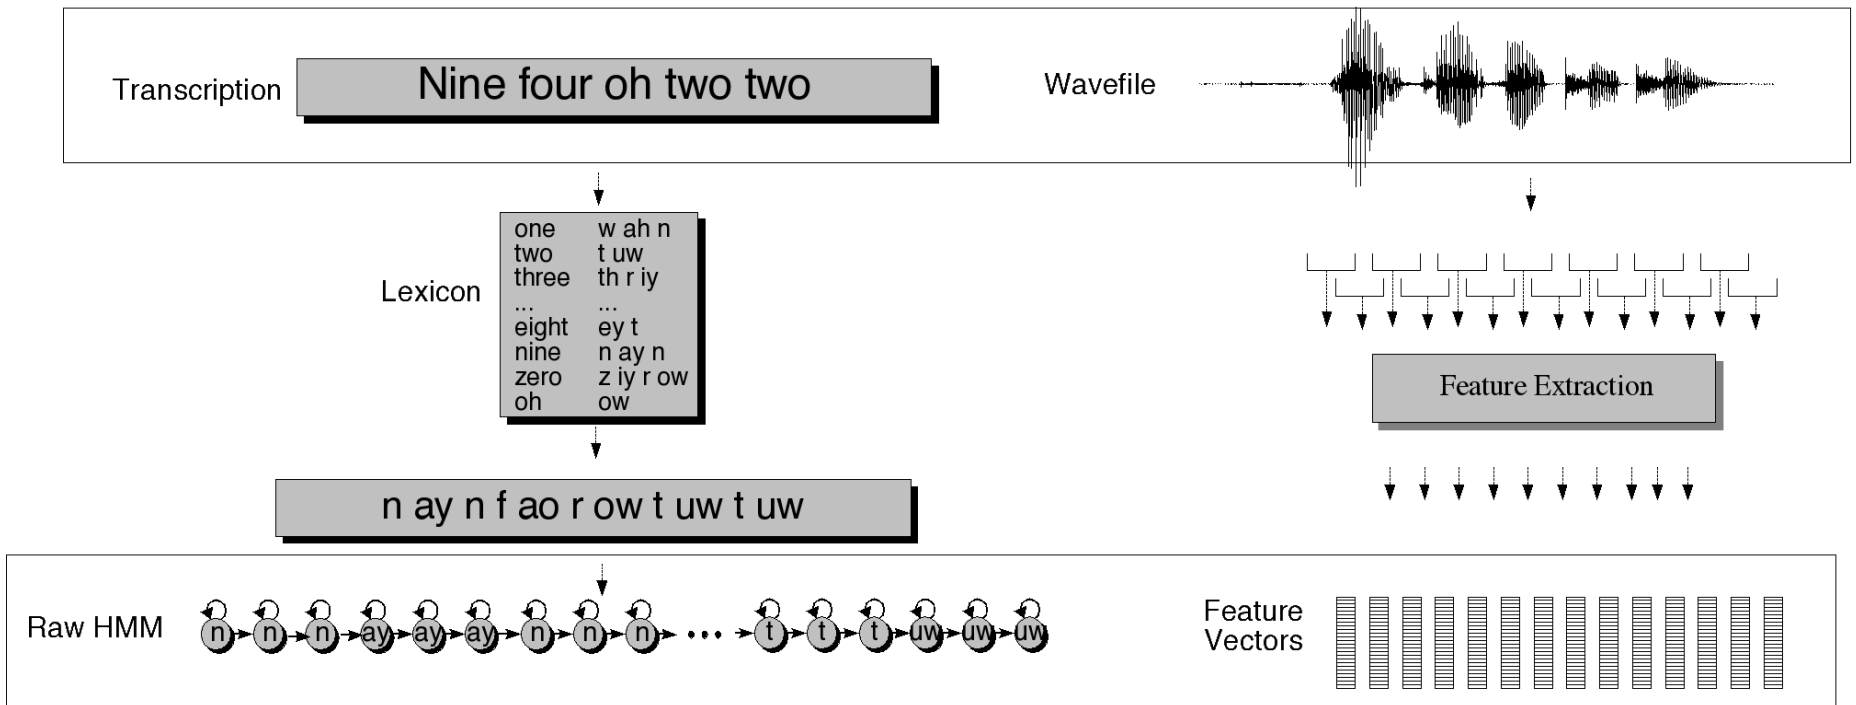 Transcription
Nine four oh two two
Wavefile
Lexicon
one w ah n
two t uw
three th r iy
... ...
eight ey t
nine n ay n
zero z iy r ow
oh ow
Feature Extraction
n ay n f ao r ow t uw t uw
Raw HMM
n n n ay ay ay n n n ... t t t uw uw uw
Feature
Vectors